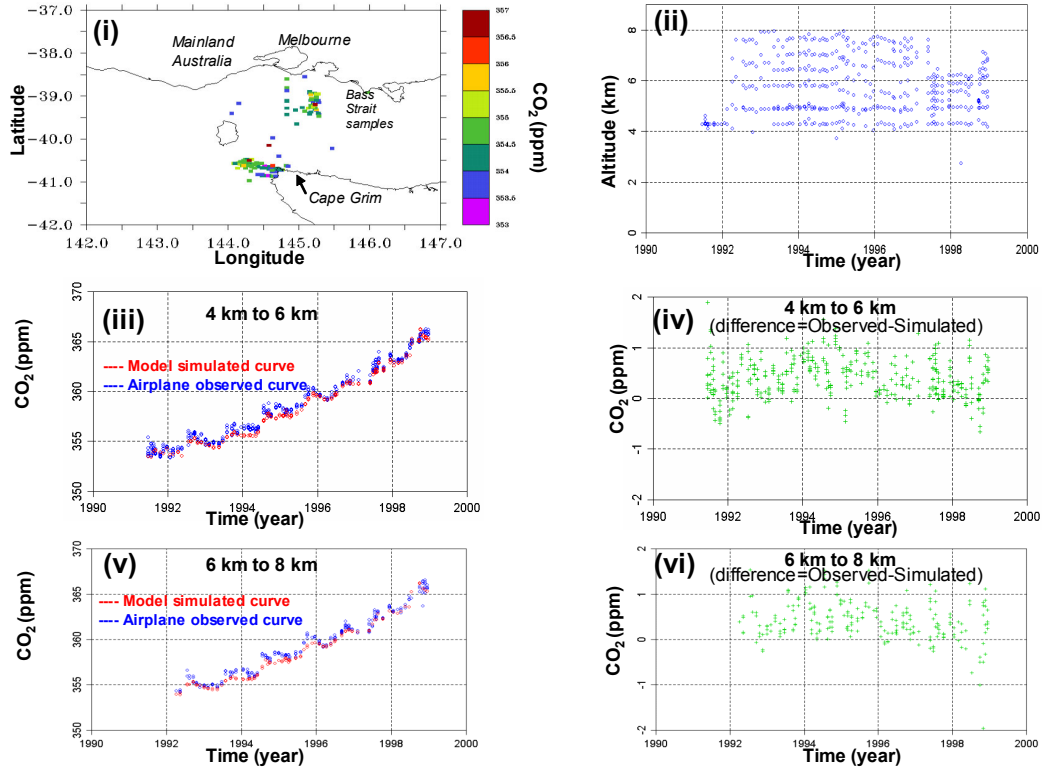 (i)
Mainland
Australia
Melbourne
Bass
Strait
samples
Cape Grim
-37.0
-38.0
-39.0
-40.0
-41.0
-42.0
Latitude
142.0 143.0 144.0 145.0 146.0 147.0
Longitude
CO2 (ppm)
357
356.5
356
355.5
355
354.5
354
353.5
353
(ii)
8
6
4
2
0
Altitude (km)
1990 1992 1994 1996 1998 2000
Time (year)
(iii)
4 km to 6 km
Model simulated curve
Airplane observed curve
370
365
360
355
350
CO2 (ppm)
1990 1992 1994 1996 1998 2000
Time (year)
(iv)
4 km to 6 km
(difference=Observed-Simulated)
2
1
0
-1
-2
CO2 (ppm)
1990 1992 1994 1996 1998 2000
Time (year)
(v)
6 km to 8 km
Model simulated curve
Airplane observed curve
370
365
360
355
350
CO2 (ppm)
1990 1992 1994 1996 1998 2000
Time (year)
(vi)
6 km to 8 km
(difference=Observed-Simulated)
2
1
0
-1
-2
CO2 (ppm)
1990 1992 1994 1996 1998 2000
Time (year)